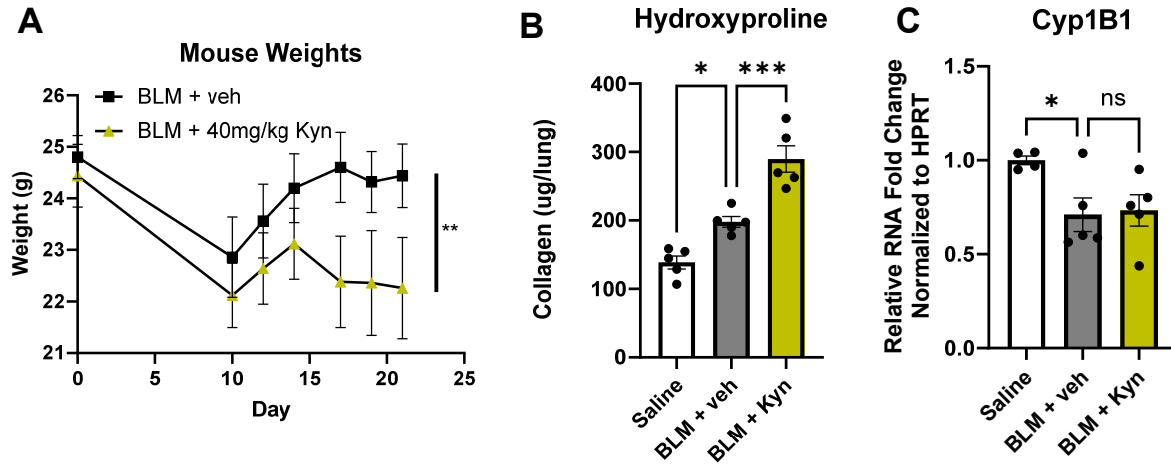 A
Mouse Weights
BLM + veh
BLM + 40mg/kg Kyn
Weight (g)
26
25
24
23
22
21
0
5
10
15
20
25
Day
**
B
Hydroxyproline
*
***
Collagen (ug/lung)
400
300
200
100
0
Saline
BLM + veh
BLM + Kyn
C
Cyp1B1
*
ns
Relative RNA Fold Change
Normalized to HPRT
1.5
1.0
0.5
0.0
Saline
BLM + veh
BLM + Kyn